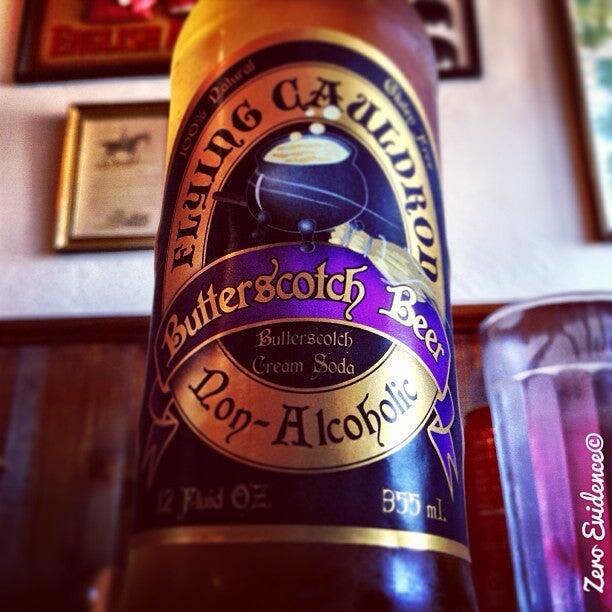 ENGLISH
100% Natural
Gluten Free
FLYING CAULDRON
Butterscotch Beer
Butterscotch
Cream Soda
Non-Alcoholic
12 Fluid OZ.
355 mL
Zero Evidence©